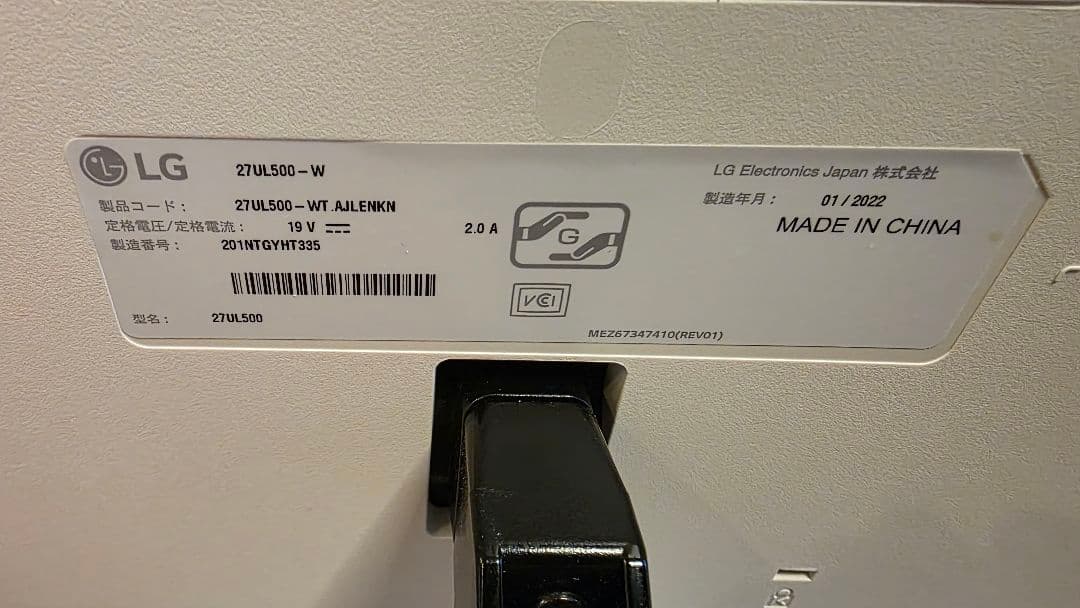 LG 27UL500-W
製品コード： 27UL500-WT.AJLENKN
定格電圧/定格電流： 19 V 2.0 A
製造番号： 201NTGYHT335
型名： 27UL500
G
VCI
MEZ67347410(REV01)
LG Electronics Japan 株式会社
製造年月： 01/2022
MADE IN CHINA